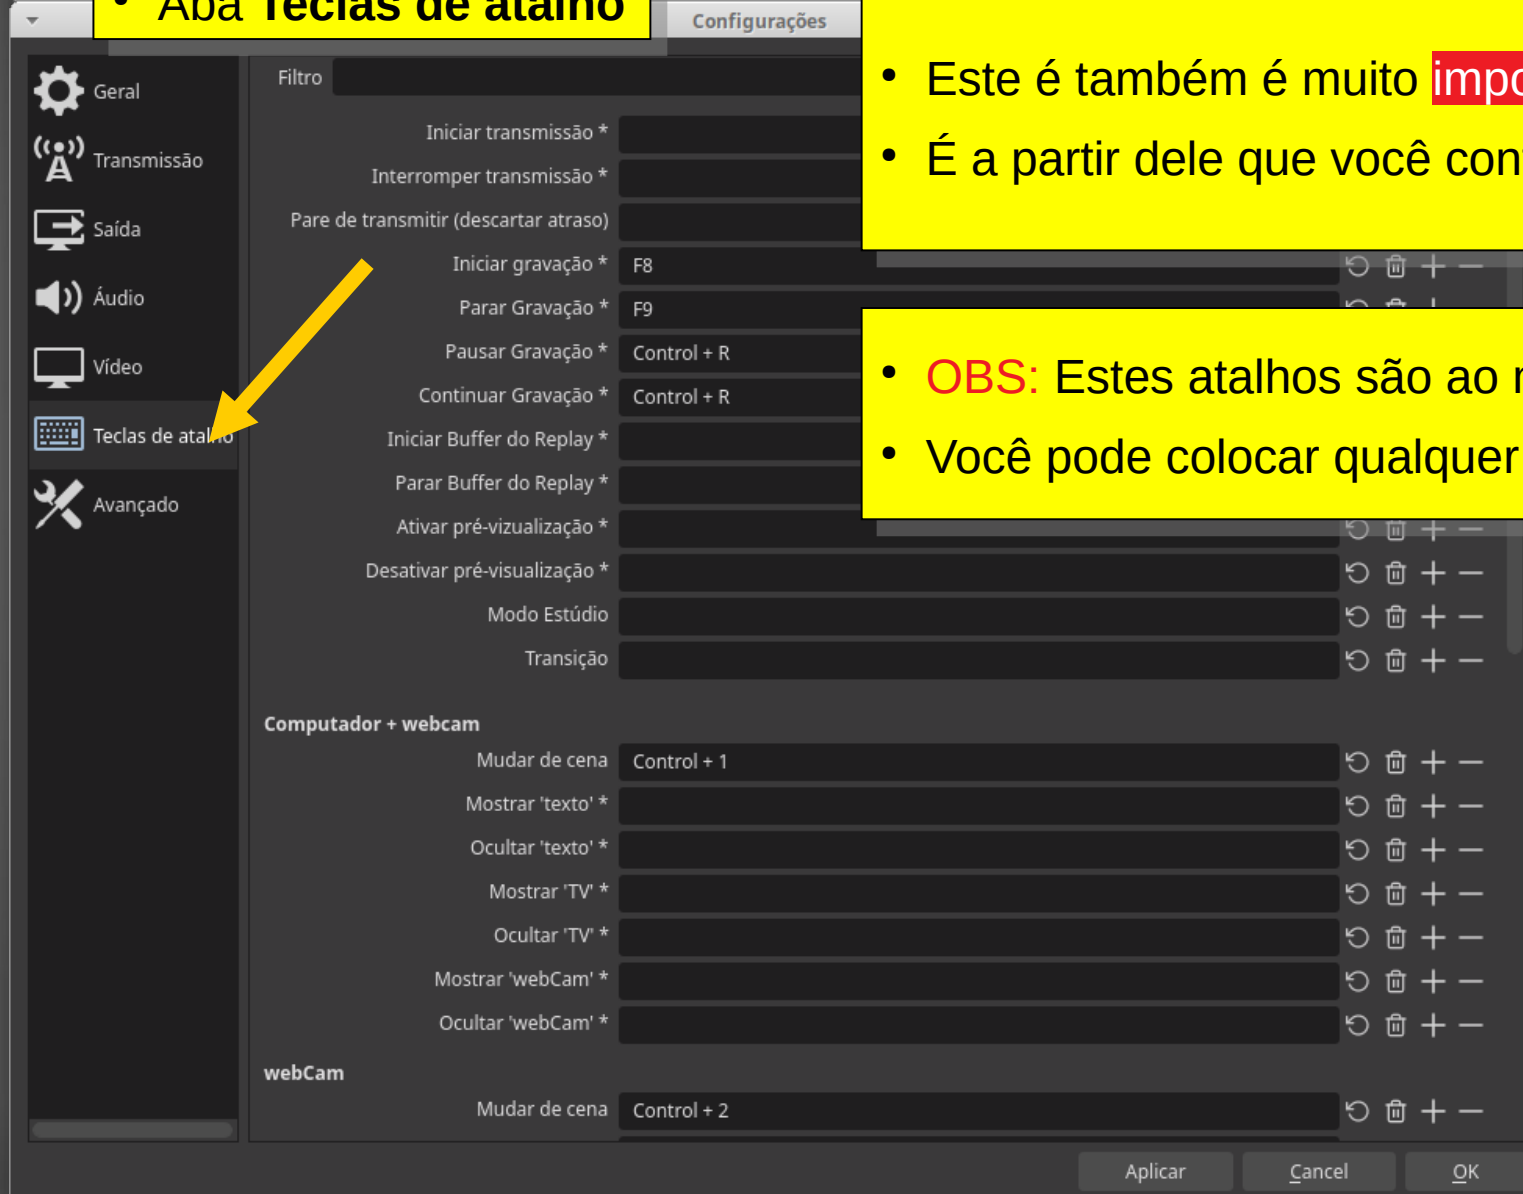 Aba Teclas de atalho
Configurações
Este é também é muito
É a partir dele que você
OBS: Estes atalhos são ao
Você pode colocar qualquer
Geral
Transmissão
Saída
Áudio
Vídeo
Teclas de atalho
Avançado
Filtro
Iniciar transmissão *
Interromper transmissão *
Pare de transmitir (descartar atraso)
Iniciar gravação * F8
Parar Gravação * F9
Pausar Gravação * Control + R
Continuar Gravação * Control + R
Iniciar Buffer do Replay *
Parar Buffer do Replay *
Ativar pré-vizualização *
Desativar pré-visualização *
Modo Estúdio
Transição
Computador + webcam
Mudar de cena Control + 1
Mostrar 'texto' *
Ocultar 'texto' *
Mostrar 'TV' *
Ocultar 'TV' *
Mostrar 'webCam' *
Ocultar 'webCam' *
webCam
Mudar de cena Control + 2
Aplicar Cancel OK